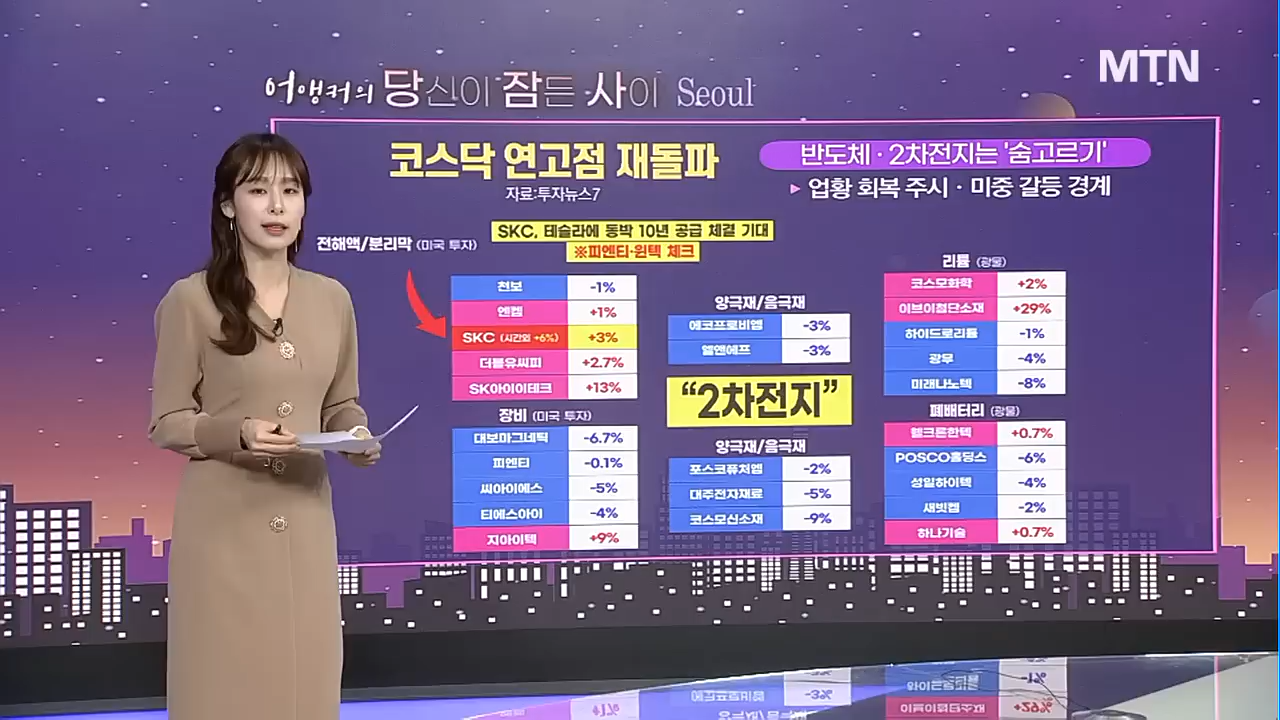 MTN
어앵커의 당신이 잠든 사이 Seoul
코스닥 연고점 재돌파
자료:투자뉴스7
반도체·2차전지는 '숨고르기'
▶ 업황 회복 주시·미중 갈등 경계
SKC, 테슬라에 동박 10년 공급 체결 기대
※피엔티·원텍 체크
전해액/분리막 (미국 투자)
천보 -1%
엔켐 +1%
SKC (시간외 +6%) +3%
더블유씨피 +2.7%
SK아이이테크 +13%
장비 (미국 투자)
대보마그네틱 -6.7%
피엔티 -0.1%
씨아이에스 -5%
티에스아이 -4%
지아이텍 +9%
양극재/음극재
에코프로비엠 -3%
엘앤에프 -3%
“2차전지”
양극재/음극재
포스코퓨처엠 -2%
대주전자재료 -5%
코스모신소재 -9%
리튬 (광물)
코스모화학 +2%
이브이첨단소재 +29%
하이드로리튬 -1%
광무 -4%
미래나노텍 -8%
폐배터리 (광물)
웰크론한텍 +0.7%
POSCO홀딩스 -6%
성일하이텍 -4%
새빗켐 -2%
하나기술 +0.7%